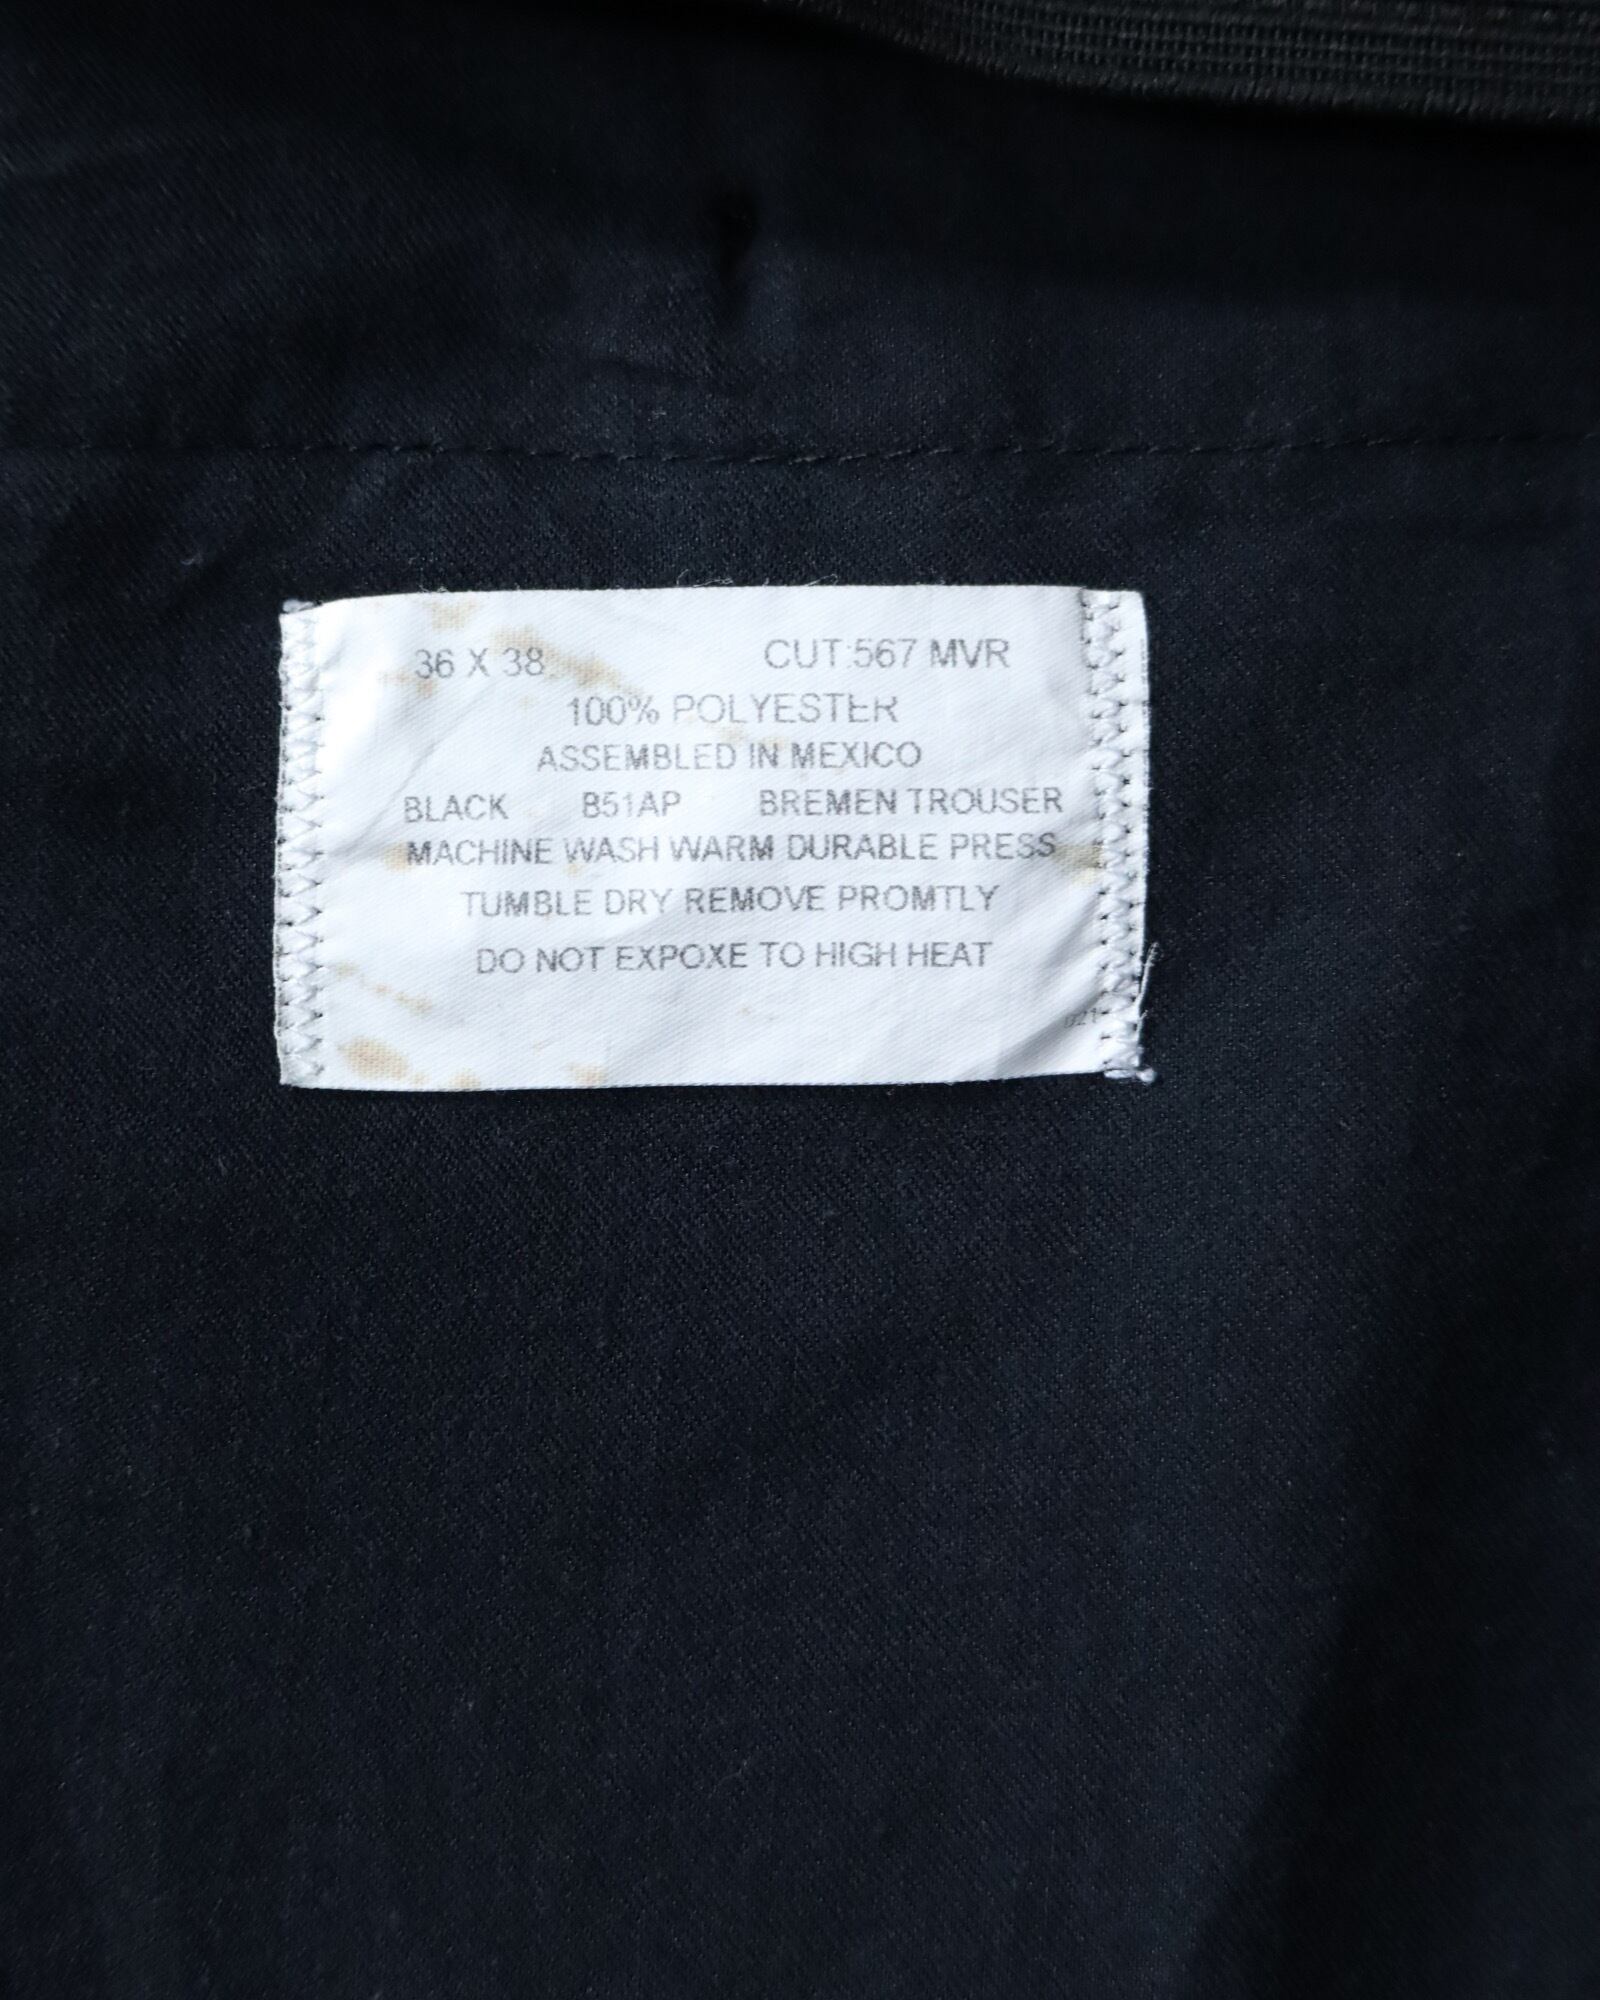 36 X 38 CUT:567 MVR
100% POLYESTER
ASSEMBLED IN MEXICO
BLACK B51AP BREMEN TROUSER
MACHINE WASH WARM DURABLE PRESS
TUMBLE DRY REMOVE PROMTLY
DO NOT EXPOXE TO HIGH HEAT